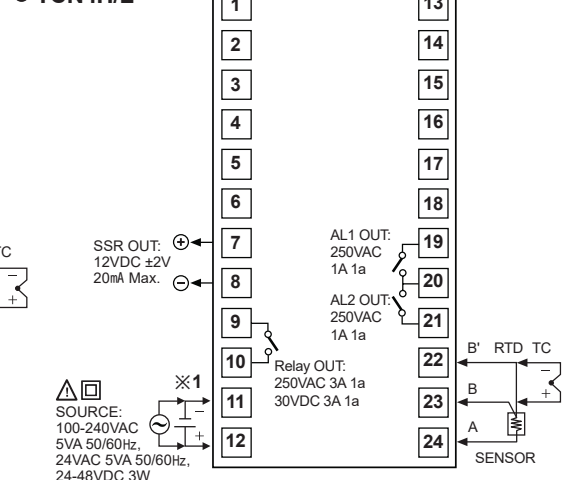 1
13
2
14
3
15
4
16
5
17
6
18
SSR OUT:
12VDC ±2V
20mA Max.
7
8
AL1 OUT:
250VAC
1A 1a
19
20
AL2 OUT:
250VAC
1A 1a
21
9
10
Relay OUT:
250VAC 3A 1a
30VDC 3A 1a
22
B' RTD TC
B
23
A
24
SENSOR
※1
11
12
SOURCE:
100-240VAC
5VA 50/60Hz,
24VAC 5VA 50/60Hz,
24-48VDC 3W